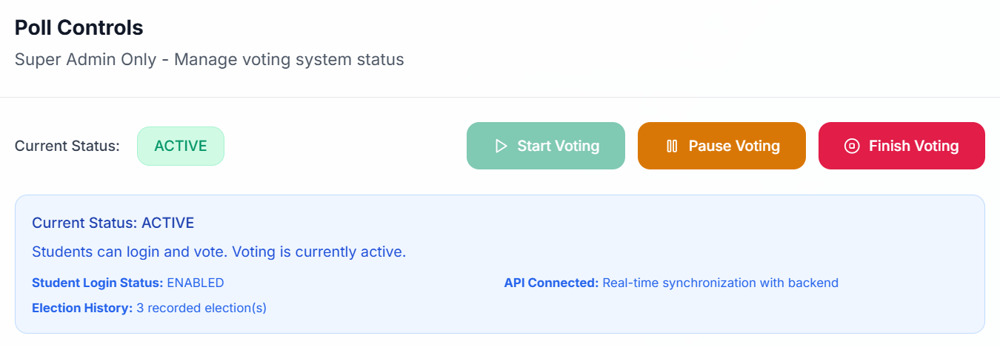 Poll Controls
Super Admin Only - Manage voting system status
Current Status: ACTIVE Start Voting Pause Voting Finish Voting
Current Status: ACTIVE
Students can login and vote. Voting is currently active.
Student Login Status: ENABLED API Connected: Real-time synchronization with backend
Election History: 3 recorded election(s)